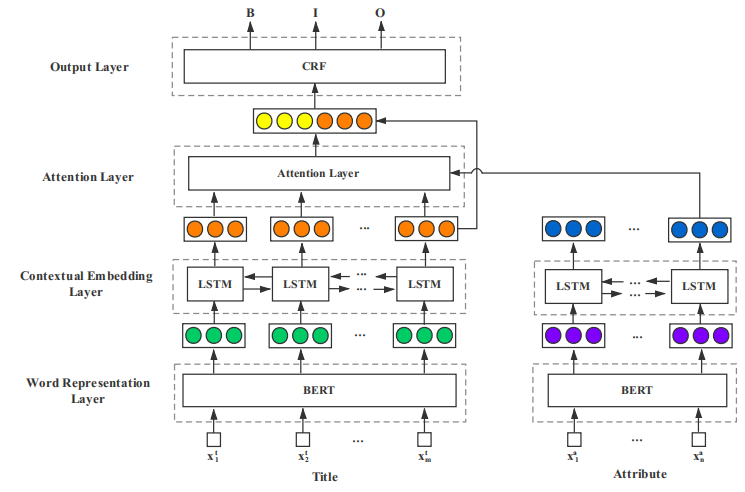 B I O
Output Layer
CRF
Attention Layer
Attention Layer
...
...
Contextual Embedding
Layer
LSTM LSTM ... ... LSTM
LSTM ... ... LSTM
...
...
Word Representation
Layer
BERT
BERT
x_1^t x_2^t ... x_m^t
x_1^a ... x_n^a
Title
Attribute